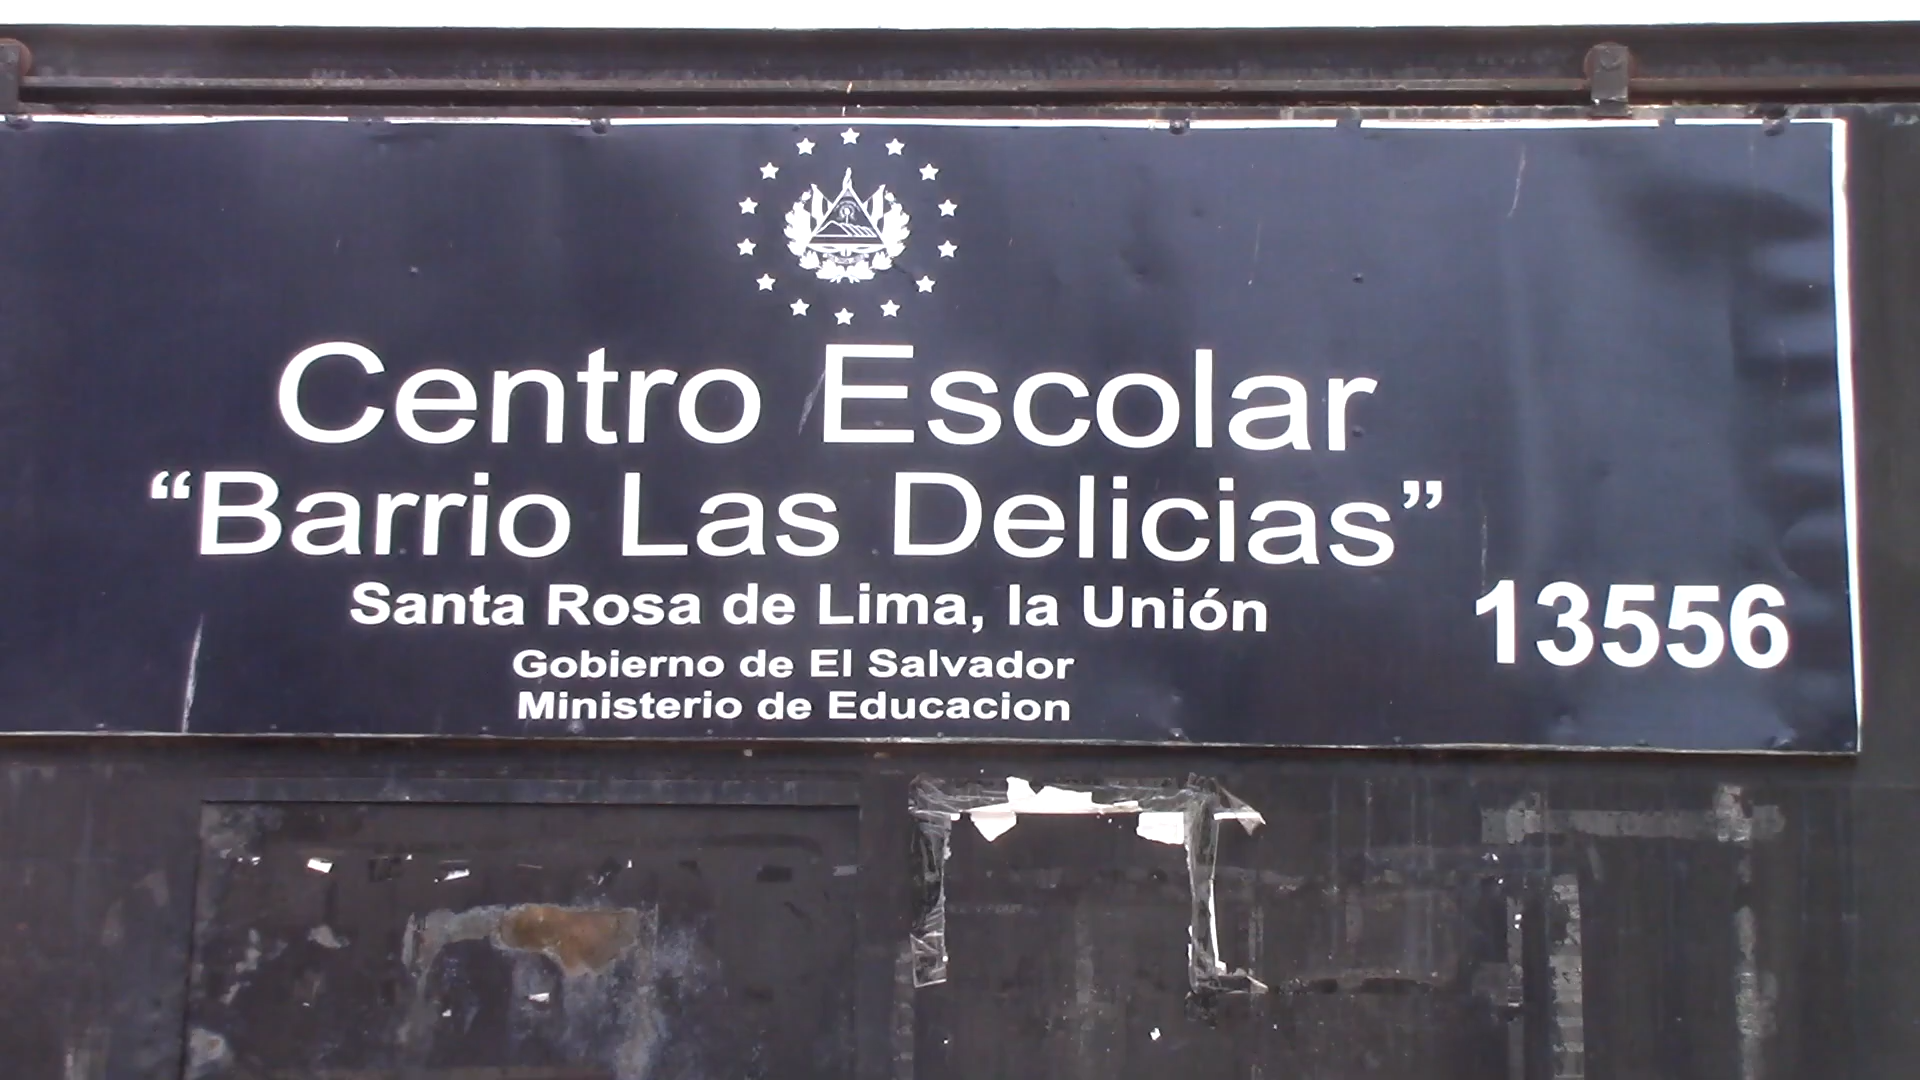 Centro Escolar
“Barrio Las Delicias”
Santa Rosa de Lima, la Unión
13556
Gobierno de El Salvador
Ministerio de Educacion